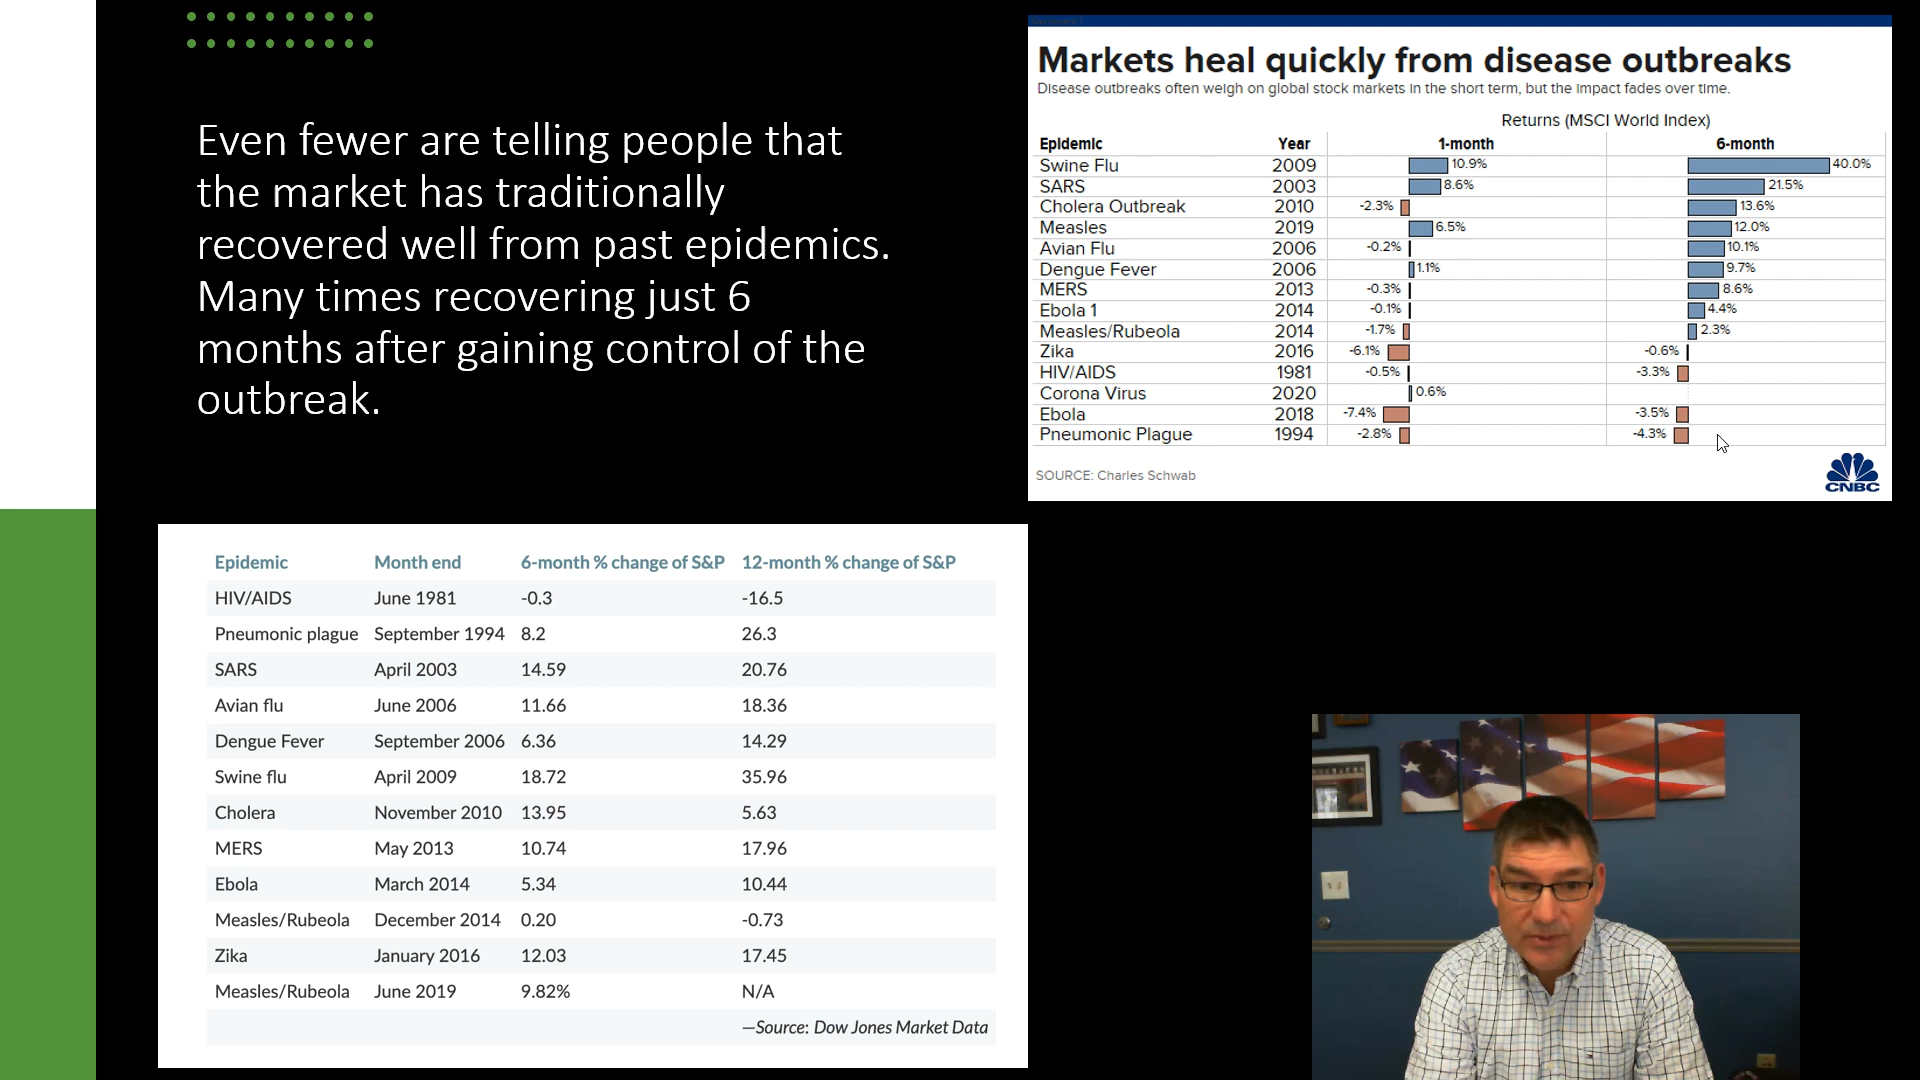 Even fewer are telling people that
the market has traditionally
recovered well from past epidemics.
Many times recovering just 6
months after gaining control of the
outbreak.
Markets heal quickly from disease outbreaks
Disease outbreaks often weigh on global stock markets in the short term, but the impact fades over time.
Returns (MSCI World Index)
Epidemic Year 1-month 6-month
Swine Flu 2009 10.9% 40.0%
SARS 2003 8.6% 21.5%
Cholera Outbreak 2010 -2.3% 13.6%
Measles 2019 6.5% 12.0%
Avian Flu 2006 -0.2% 10.1%
Dengue Fever 2006 1.1% 9.7%
MERS 2013 -0.3% 8.6%
Ebola 1 2014 -0.1% 4.4%
Measles/Rubeola 2014 -1.7% 2.3%
Zika 2016 -6.1% -0.6%
HIV/AIDS 1981 -0.5% -3.3%
Corona Virus 2020 0.6%
Ebola 2018 -7.4% -3.5%
Pneumonic Plague 1994 -2.8% -4.3%
SOURCE: Charles Schwab
CNBC
Epidemic Month end 6-month % change of S&P 12-month % change of S&P
HIV/AIDS June 1981 -0.3 -16.5
Pneumonic plague September 1994 8.2 26.3
SARS April 2003 14.59 20.76
Avian flu June 2006 11.66 18.36
Dengue Fever September 2006 6.36 14.29
Swine flu April 2009 18.72 35.96
Cholera November 2010 13.95 5.63
MERS May 2013 10.74 17.96
Ebola March 2014 5.34 10.44
Measles/Rubeola December 2014 0.20 -0.73
Zika January 2016 12.03 17.45
Measles/Rubeola June 2019 9.82% N/A
—Source: Dow Jones Market Data